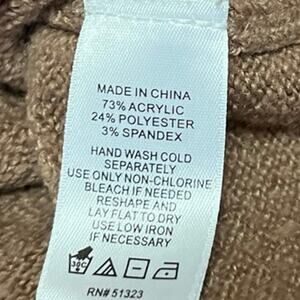 MADE IN CHINA
73% ACRYLIC
24% POLYESTER
3% SPANDEX
HAND WASH COLD
SEPARATELY
USE ONLY NON-CHLORINE
BLEACH IF NEEDED
RESHAPE AND
LAY FLAT TO DRY
USE LOW IRON
IF NECESSARY
30C
RN# 51323